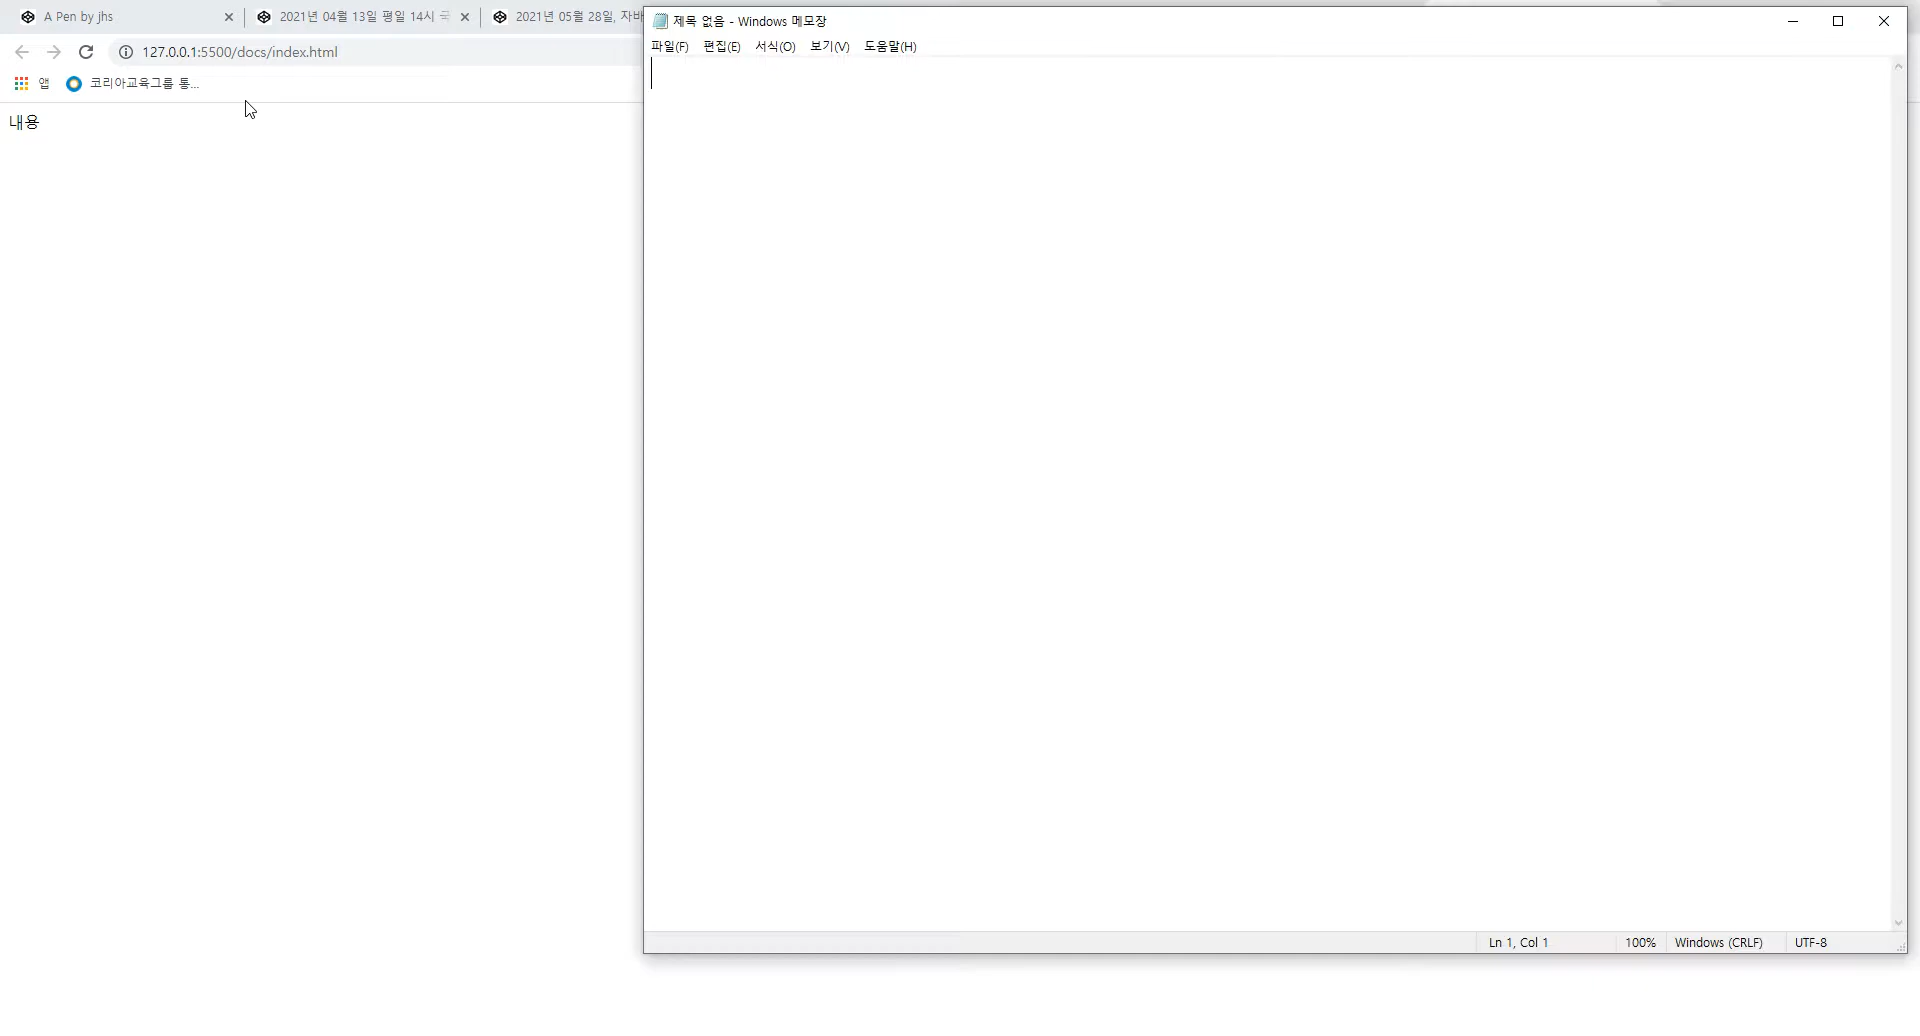 A Pen by jhs
2021년 04월 13일 평일 14시 국
2021년 05월 28일, 자바
127.0.0.1:5500/docs/index.html
앱
코리아교육그룹 통...
내용
제목 없음 - Windows 메모장
파일(F) 편집(E) 서식(O) 보기(V) 도움말(H)
Ln 1, Col 1
100%
Windows (CRLF)
UTF-8